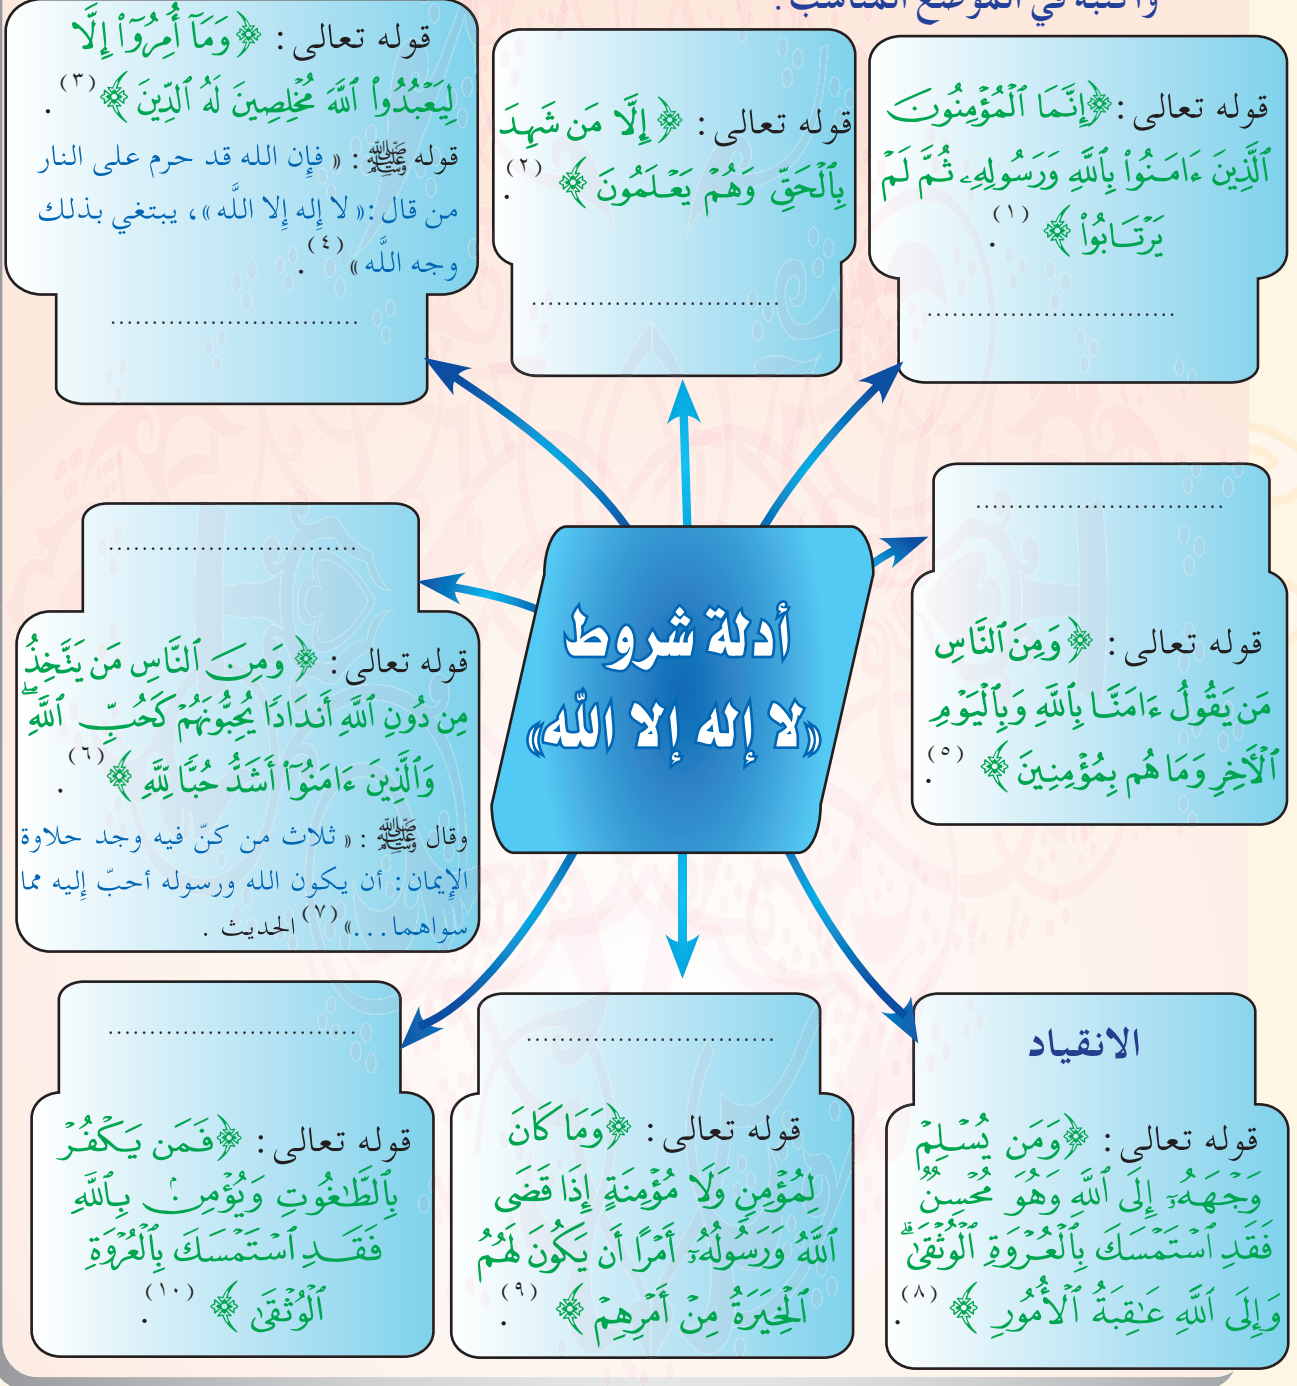 واكتبه في الموضع المناسب :
قوله تعالى : ﴿إِنَّمَا ٱلْمُؤْمِنُونَ
ٱلَّذِينَ ءَامَنُوا۟ بِٱللَّهِ وَرَسُولِهِۦ ثُمَّ لَمْ
يَرْتَابُوا۟ ﴾ (١) .
..............................
قوله تعالى : ﴿ إِلَّا مَن شَهِدَ
بِٱلْحَقِّ وَهُمْ يَعْلَمُونَ ﴾ (٢) .
..............................
قوله تعالى : ﴿وَمَآ أُمِرُوٓا۟ إِلَّا
لِيَعْبُدُوا۟ ٱللَّهَ مُخْلِصِينَ لَهُ ٱلدِّينَ ﴾ (٣) .
قوله ﷺ : « فإن الله قد حرم على النار
من قال :« لا إله إلا اللَّه »، يبتغي بذلك
وجه اللَّه » (٤) .
..............................
أدلة شروط
«لا إله إلا اللّه»
..............................
قوله تعالى : ﴿ وَمِنَ ٱلنَّاسِ
مَن يَقُولُ ءَامَنَّا بِٱللَّهِ وَبِٱلْيَوْمِ
ٱلْأَخِرِ وَمَا هُم بِمُؤْمِنِينَ ﴾ (٥) .
..............................
قوله تعالى : ﴿ وَمِنَ ٱلنَّاسِ مَن يَتَّخِذُ
مِن دُونِ ٱللَّهِ أَندَادًا يُحِبُّونَهُمْ كَحُبِّ ٱللَّهِ ۖ
وَٱلَّذِينَ ءَامَنُوٓا۟ أَشَدُّ حُبًّا لِّلَّهِ ﴾ (٦) .
وقال ﷺ : « ثلاث من كنّ فيه وجد حلاوة
الإيمان : أن يكون الله ورسوله أحبّ إليه مما
سواهما ...» (٧) الحديث .
الانقياد
قوله تعالى : ﴿وَمَن يُسْلِمْ
وَجْهَهُۥٓ إِلَى ٱللَّهِ وَهُوَ مُحْسِنٌ
فَقَدِ ٱسْتَمْسَكَ بِٱلْعُرْوَةِ ٱلْوُثْقَىٰ ۗ
وَإِلَى ٱللَّهِ عَٰقِبَةُ ٱلْأُمُورِ ﴾ (٨) .
..............................
قوله تعالى : ﴿وَمَا كَانَ
لِمُؤْمِنٍ وَلَا مُؤْمِنَةٍ إِذَا قَضَى
ٱللَّهُ وَرَسُولُهُۥٓ أَمْرًا أَن يَكُونَ لَهُمُ
ٱلْخِيَرَةُ مِنْ أَمْرِهِمْ ﴾ (٩) .
..............................
قوله تعالى : ﴿فَمَن يَكْفُرْ
بِٱلطَّٰغُوتِ وَيُؤْمِنۢ بِٱللَّهِ
فَقَدِ ٱسْتَمْسَكَ بِٱلْعُرْوَةِ
ٱلْوُثْقَىٰ ﴾ (١٠) .